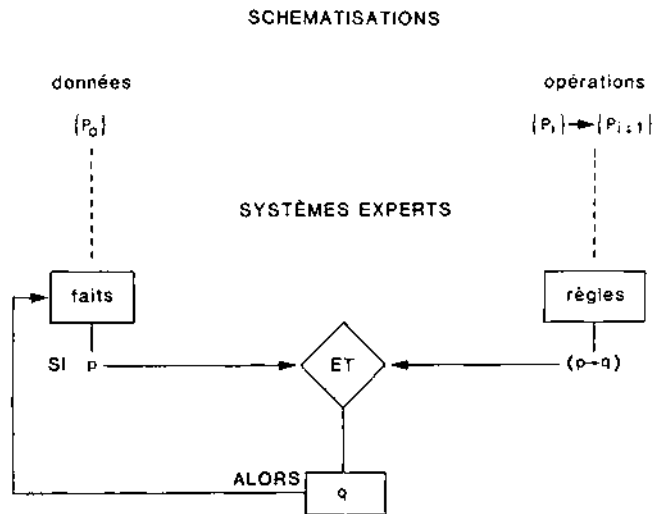 SCHEMATISATIONS
données opérations
{P₀} {Pᵢ} → {Pᵢ₊₁}
SYSTÈMES EXPERTS
faits règles
SI p ET (p→q)
ALORS
q